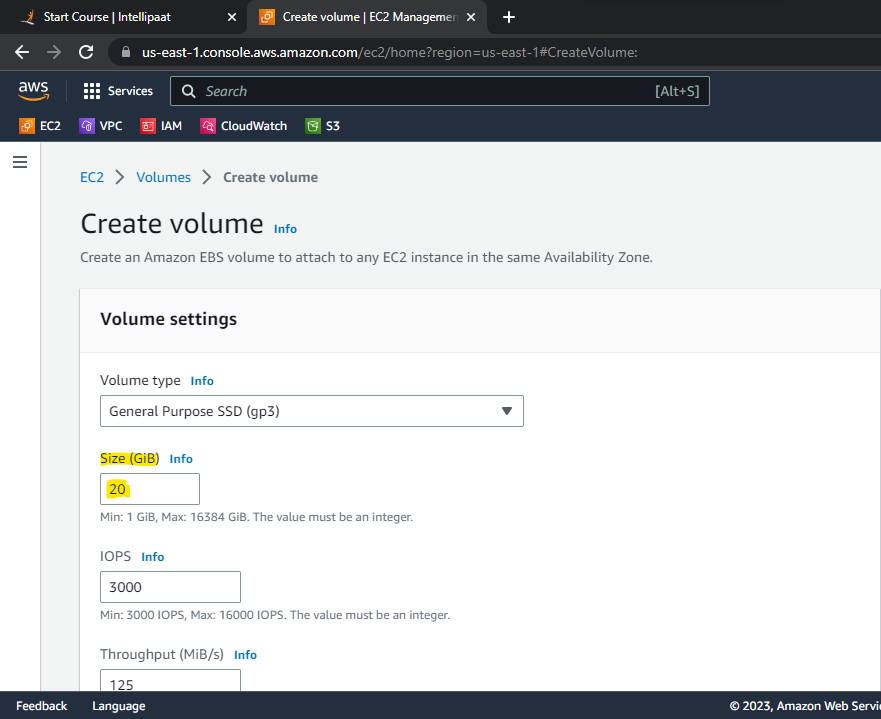 Start Course | Intellipaat
Create volume | EC2 Managemen
us-east-1.console.aws.amazon.com/ec2/home?region=us-east-1#CreateVolume:
aws
Services
Search
[Alt+S]
EC2
VPC
IAM
CloudWatch
S3
EC2 > Volumes > Create volume
Create volume Info
Create an Amazon EBS volume to attach to any EC2 instance in the same Availability Zone.
Volume settings
Volume type Info
General Purpose SSD (gp3)
Size (GiB) Info
20
Min: 1 GiB, Max: 16384 GiB. The value must be an integer.
IOPS Info
3000
Min: 3000 IOPS, Max: 16000 IOPS. The value must be an integer.
Throughput (MiB/s) Info
125
Feedback
Language
© 2023, Amazon Web Servi